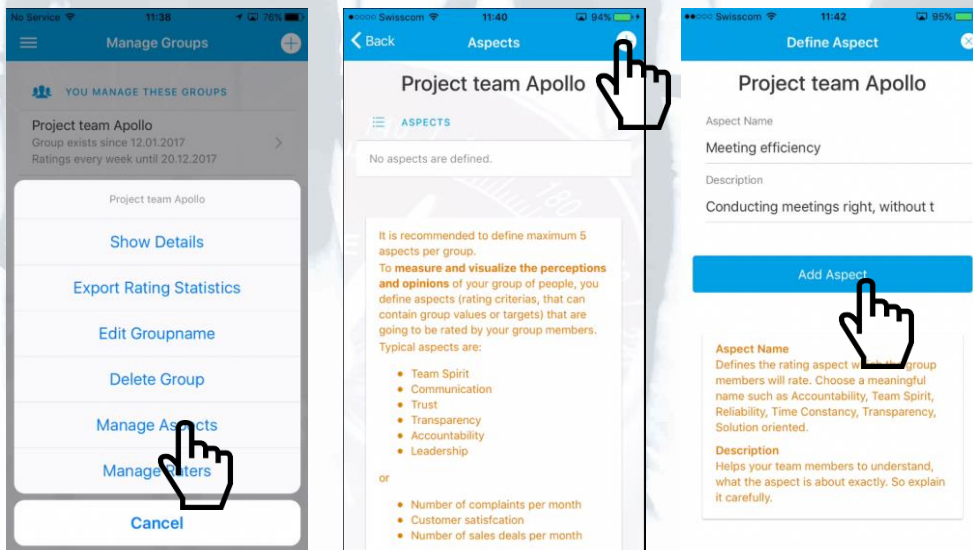 No Service 11:38 76%
Manage Groups
YOU MANAGE THESE GROUPS
Project team Apollo
Group exists since 12.01.2017
Ratings every week until 20.12.2017
Project team Apollo
Show Details
Export Rating Statistics
Edit Groupname
Delete Group
Manage Aspects
Manage Raters
Cancel
Swisscom 11:40 94%
Back Aspects
Project team Apollo
ASPECTS
No aspects are defined.
It is recommended to define maximum 5
aspects per group.
To measure and visualize the perceptions
and opinions of your group of people, you
define aspects (rating criterias, that can
contain group values or targets) that are
going to be rated by your group members.
Typical aspects are:
• Team Spirit
• Communication
• Trust
• Transparency
• Accountability
• Leadership
or
• Number of complaints per month
• Customer satisfcation
• Number of sales deals per month
Swisscom 11:42 95%
Define Aspect
Project team Apollo
Aspect Name
Meeting efficiency
Description
Conducting meetings right, without t
Add Aspect
Aspect Name
Defines the rating aspect which the group
members will rate. Choose a meaningful
name such as Accountability, Team Spirit,
Reliability, Time Constancy, Transparency,
Solution oriented.
Description
Helps your team members to understand,
what the aspect is about exactly. So explain
it carefully.